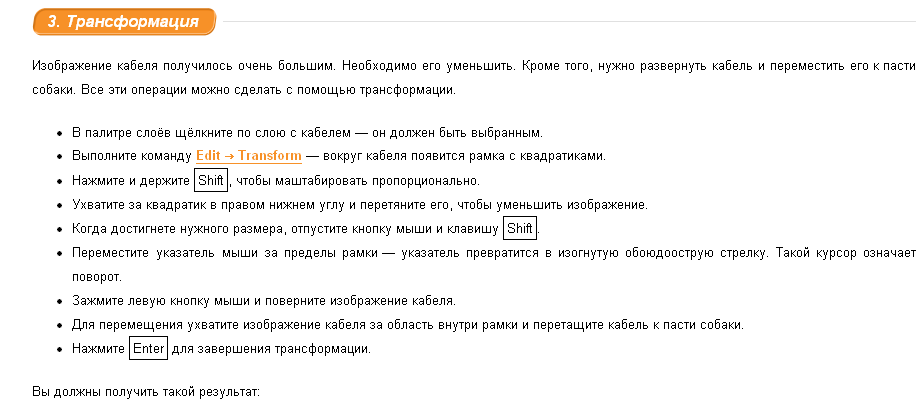 3. Трансформация
Изображение кабеля получилось очень большим. Необходимо его уменьшить. Кроме того, нужно развернуть кабель и переместить его к пасти
собаки. Все эти операции можно сделать с помощью трансформации.
• В палитре слоёв щёлкните по слою с кабелем — он должен быть выбранным.
• Выполните команду Edit → Transform — вокруг кабеля появится рамка с квадратиками.
• Нажмите и держите Shift, чтобы маштабировать пропорционально.
• Ухватите за квадратик в правом нижнем углу и перетяните его, чтобы уменьшить изображение.
• Когда достигнете нужного размера, отпустите кнопку мыши и клавишу Shift.
• Переместите указатель мыши за пределы рамки — указатель превратится в изогнутую обоюдоострую стрелку. Такой курсор означает
поворот.
• Зажмите левую кнопку мыши и поверните изображение кабеля.
• Для перемещения ухватите изображение кабеля за область внутри рамки и перетащите кабель к пасти собаки.
• Нажмите Enter для завершения трансформации.
Вы должны получить такой результат: